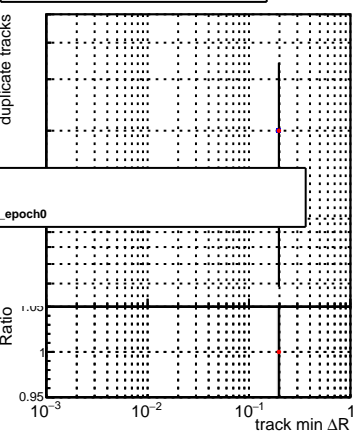 duplicate tracks
_epoch0
Ratio
1.05
1
0.95
10⁻³ 10⁻² 10⁻¹ 1
track min ΔR